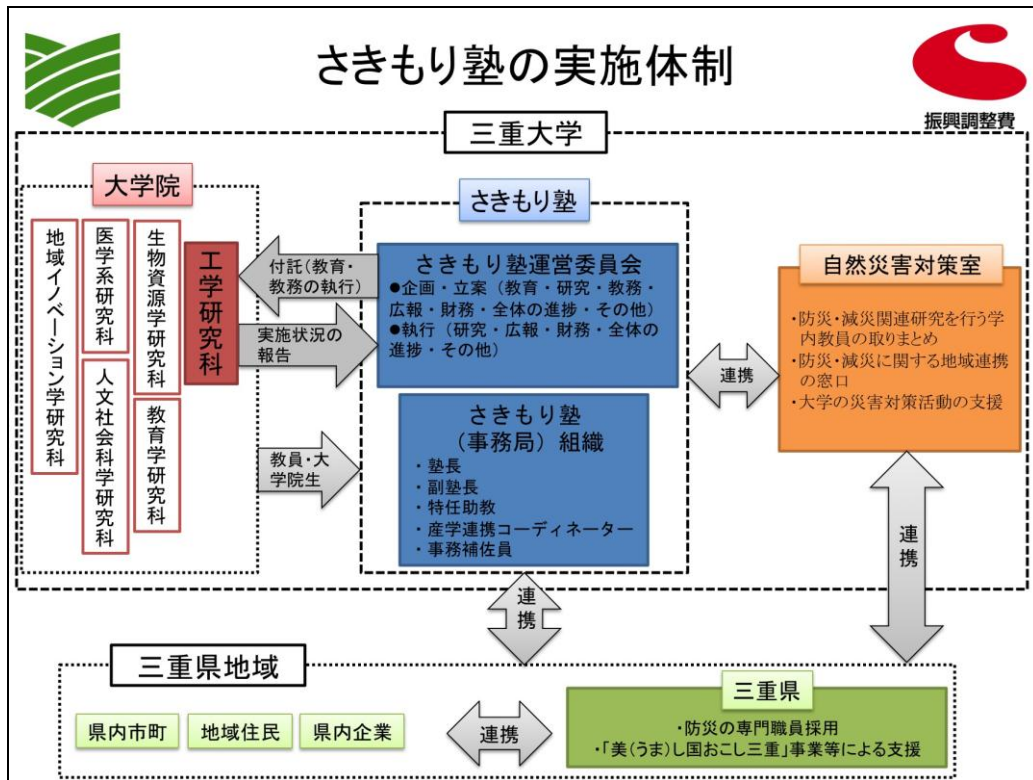 さきもり塾の実施体制
振興調整費
三重大学
大学院
地域イノベーション学研究科
医学系研究科
人文社会科学研究科
生物資源学研究科
教育学研究科
工学研究科
付託(教育・
教務の執行)
実施状況の
報告
教員・大
学院生
さきもり塾
さきもり塾運営委員会
●企画・立案（教育・研究・教務・
広報・財務・全体の進捗・その他）
●執行（研究・広報・財務・全体の
進捗・その他）
さきもり塾
（事務局）組織
・塾長
・副塾長
・特任助教
・産学連携コーディネーター
・事務補佐員
連携
自然災害対策室
・防災・減災関連研究を行う学
内教員の取りまとめ
・防災・減災に関する地域連携
の窓口
・大学の災害対策活動の支援
連携
連携
三重県地域
県内市町
地域住民
県内企業
連携
三重県
・防災の専門職員採用
・「美(うま)し国おこし三重」事業等による支援